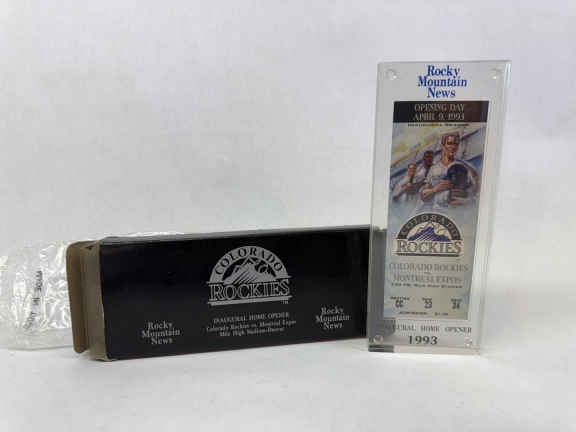 Rocky
Mountain
News
OPENING DAY
APRIL 9, 1993
COLORADO
ROCKIES
COLORADO ROCKIES
MONTREAL EXPOS
INAUGURAL HOME OPENER
1993
COLORADO
ROCKIES
INAUGURAL HOME OPENER
Colorado Rockies vs. Montreal Expos
Mile High Stadium-Denver
Rocky
Mountain
News
Rocky
Mountain
News